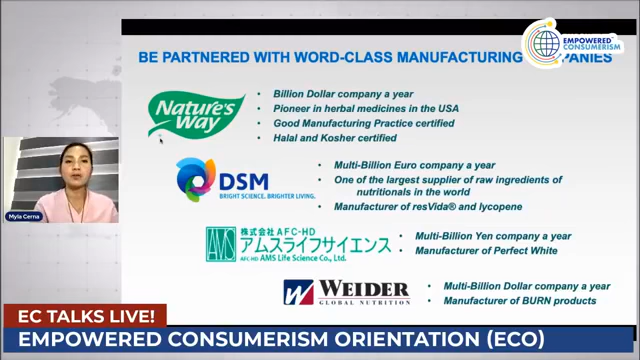 BE PARTNERED WITH WORD-CLASS MANUFACTURING
EMPOWERED
CONSUMERISM
Nature's
Way
• Billion Dollar company a year
• Pioneer in herbal medicines in the USA
• Good Manufacturing Practice certified
• Halal and Kosher certified
DSM
BRIGHT SCIENCE. BRIGHTER LIVING.
• Multi-Billion Euro company a year
• One of the largest supplier of raw ingredients of
nutritionals in the world
• Manufacturer of resVida® and lycopene
AMS
株式会社 AFC-HD
アムスライフサイエンス
AFC-HD AMS Life Science Co., Ltd.
• Multi-Billion Yen company a year
• Manufacturer of Perfect White
WEIDER
GLOBAL NUTRITION
• Multi-Billion Dollar company a year
• Manufacturer of BURN products
Myla Cerna
EC TALKS LIVE!
EMPOWERED CONSUMERISM ORIENTATION (ECO)